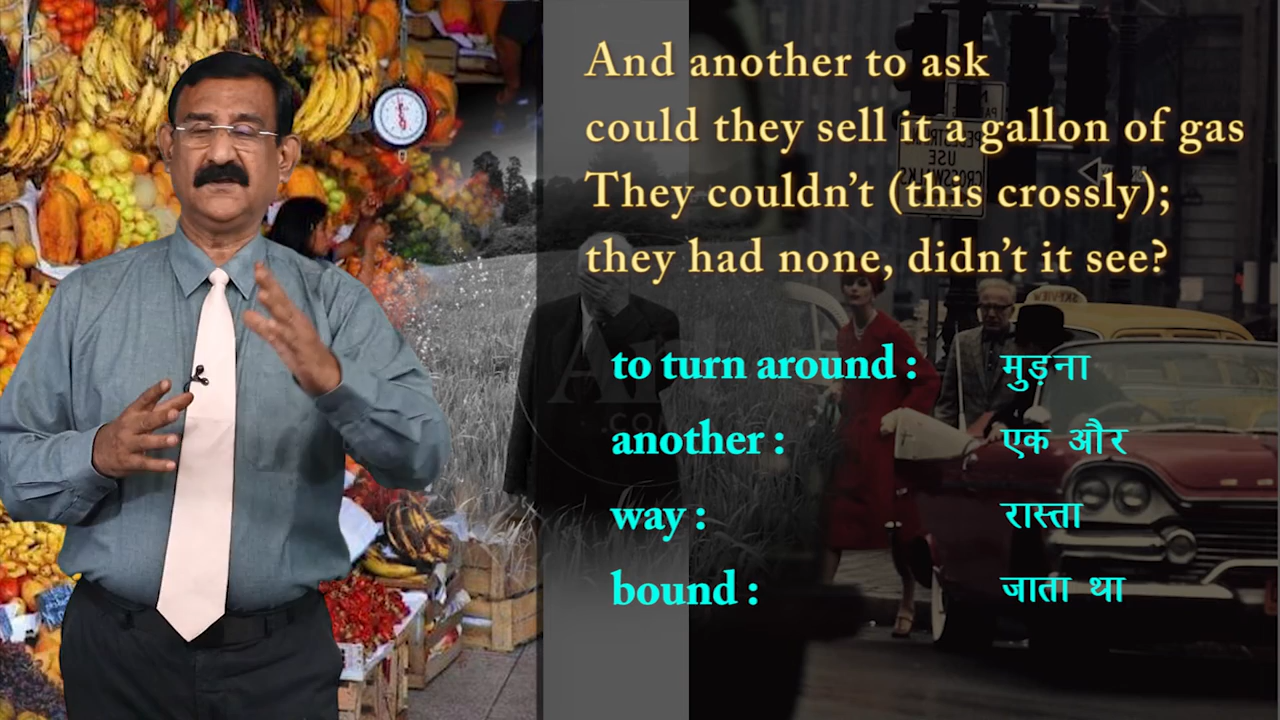 And another to ask
could they sell it a gallon of gas
They couldn't (this crossly);
they had none, didn't it see?
to turn around : मुड़ना
another : एक और
way : रास्ता
bound : जाता था